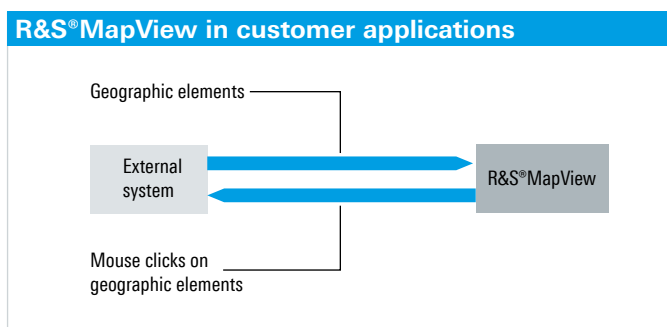 R&S®MapView in customer applications
Geographic elements
External
system
R&S®MapView
Mouse clicks on
geographic elements